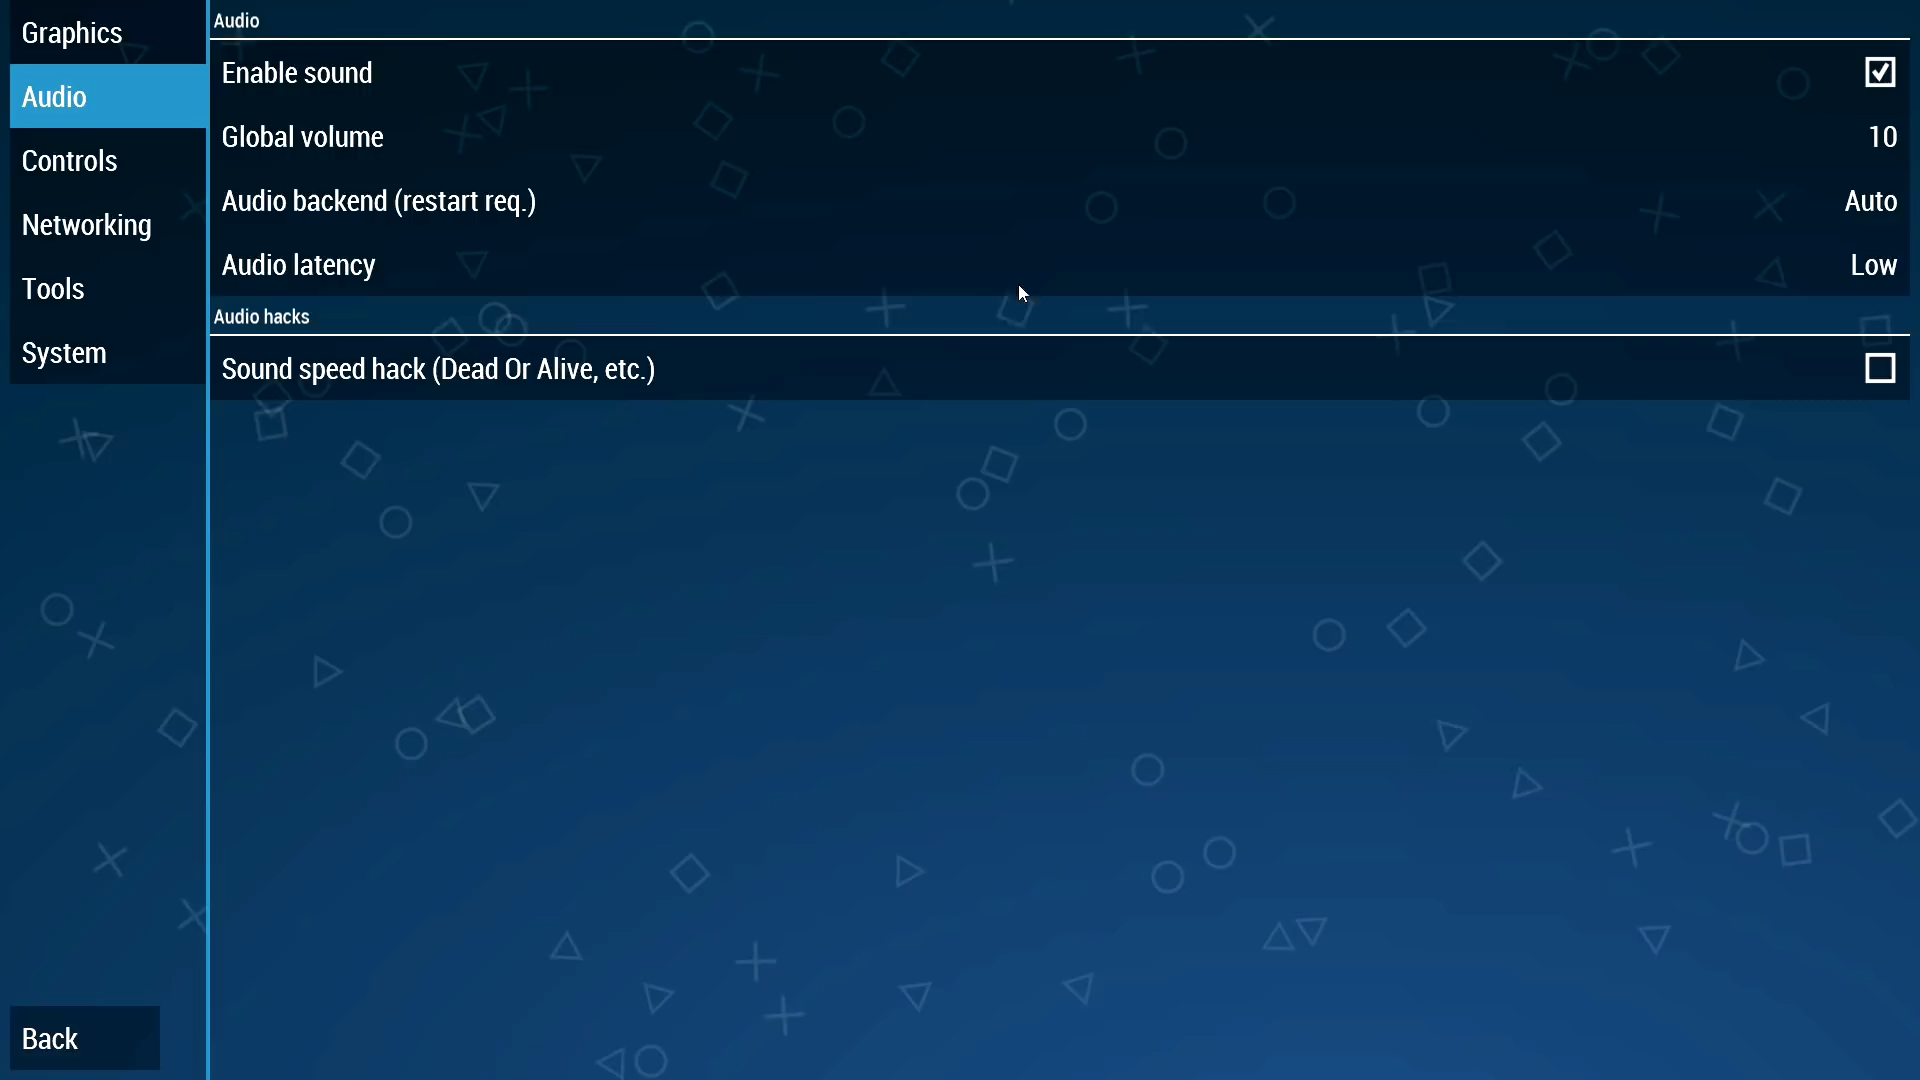 Graphics
Audio
Controls
Networking
Tools
System
Back
Audio
Enable sound
Global volume 10
Audio backend (restart req.) Auto
Audio latency Low
Audio hacks
Sound speed hack (Dead Or Alive, etc.)